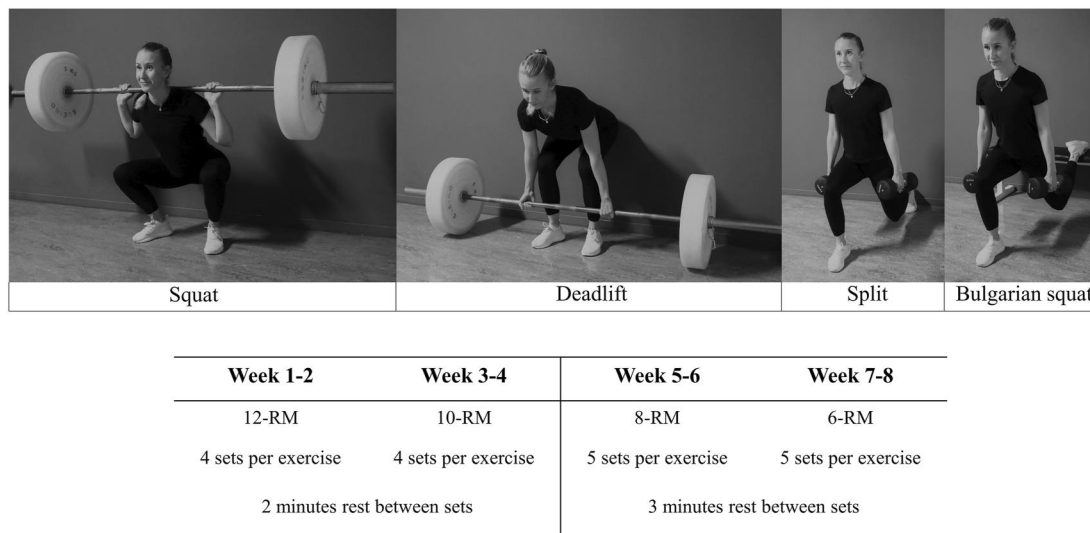 Squat
Deadlift
Split
Bulgarian squat
Week 1-2 Week 3-4 Week 5-6 Week 7-8
12-RM 10-RM 8-RM 6-RM
4 sets per exercise 4 sets per exercise 5 sets per exercise 5 sets per exercise
2 minutes rest between sets 3 minutes rest between sets